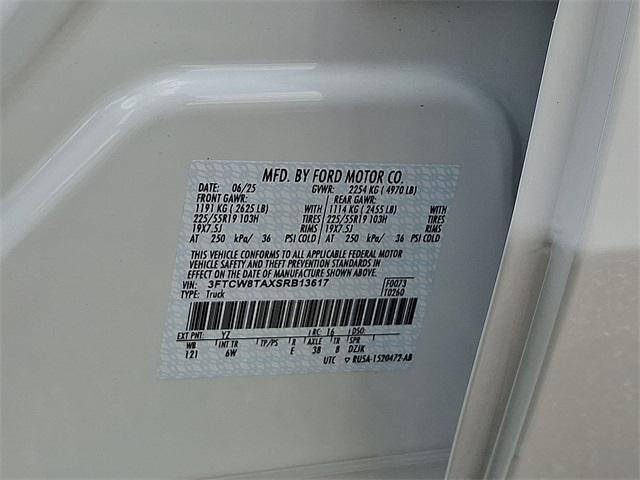 MFD. BY FORD MOTOR CO.
DATE: 06/25 GVWR: 2254 KG ( 4970 LB)
FRONT GAWR: REAR GAWR:
1191 KG ( 2625 LB) WITH 1114 KG ( 2455 LB) WITH
225/55R19 103H TIRES 225/55R19 103H TIRES
19X7.5J RIMS 19X7.5J RIMS
AT 250 kPa/ 36 PSI COLD AT 250 kPa/ 36 PSI COLD
THIS VEHICLE CONFORMS TO ALL APPLICABLE FEDERAL MOTOR
VEHICLE SAFETY AND THEFT PREVENTION STANDARDS IN
EFFECT ON THE DATE OF MANUFACTURE SHOWN ABOVE.
VIN: 3FTCW8TAXSRB13617 F0073
TYPE: Truck T0260
EXT PNT: YZ RC: 16 DSO:
WB INT TR TP/PS R AXLE TR SPR
121 6W E 38 8 DZJK
UTC RU5A-1520472-AB